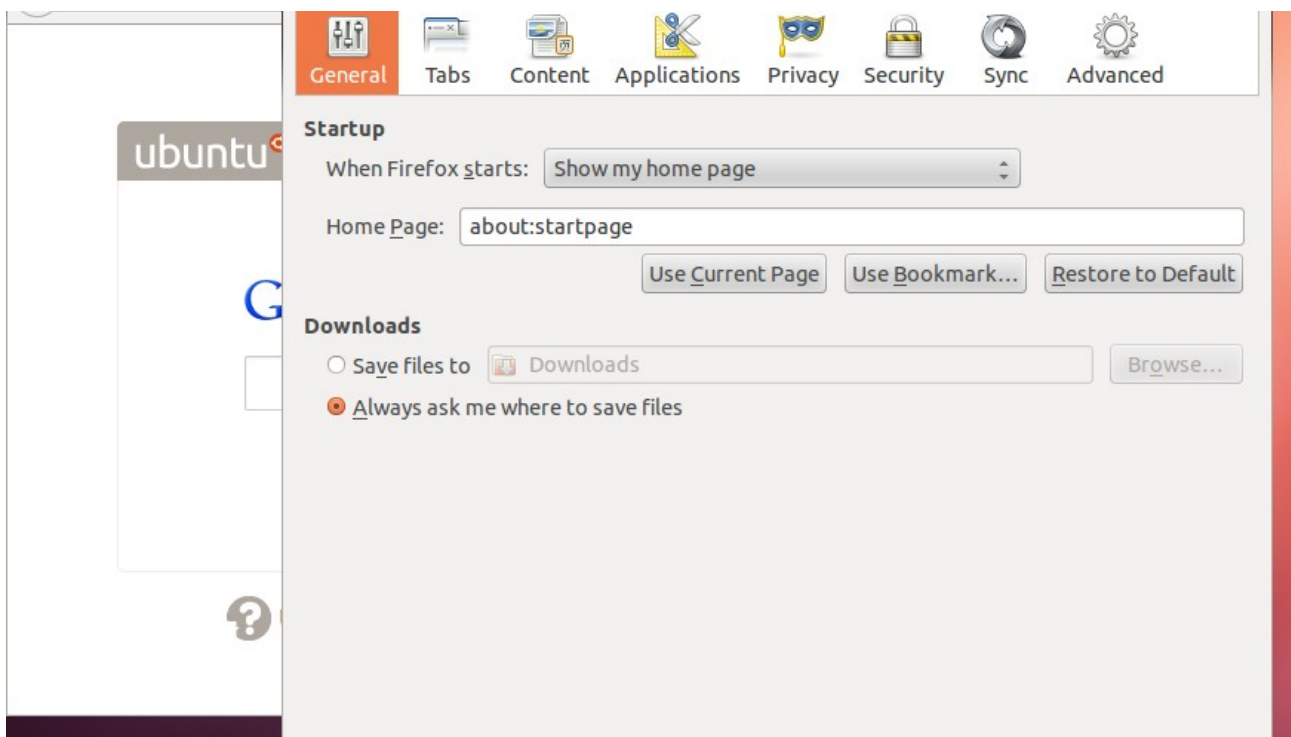 General Tabs Content Applications Privacy Security Sync Advanced
ubuntu
Startup
When Firefox starts: Show my home page
Home Page: about:startpage
Use Current Page Use Bookmark... Restore to Default
G
Downloads
Save files to Downloads Browse...
Always ask me where to save files